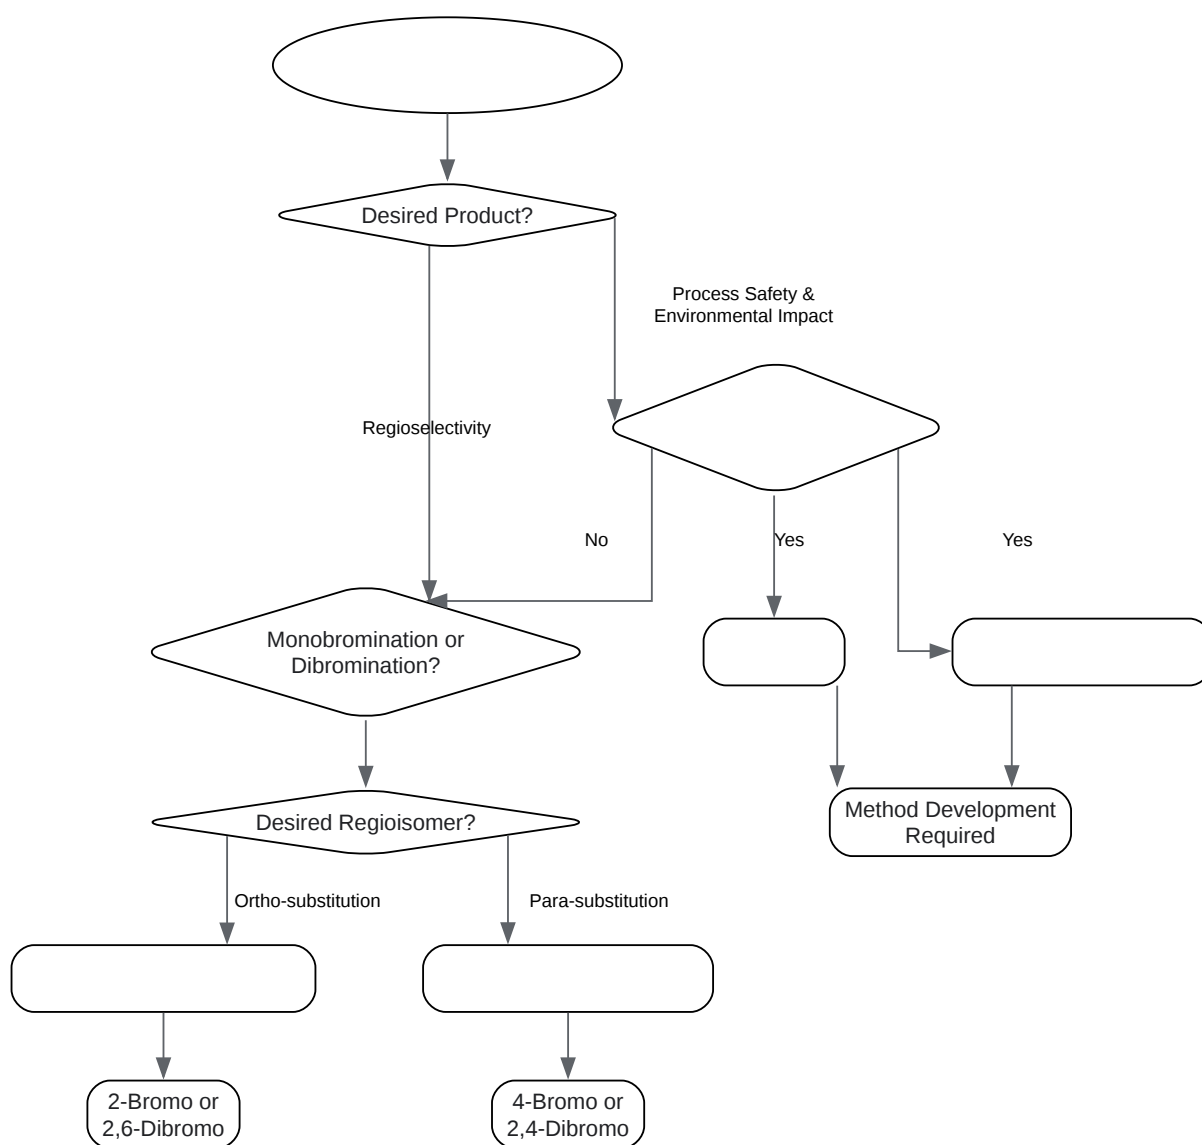 Desired Product?
Process Safety &
Environmental Impact
Regioselectivity
No
Yes
Yes
Monobromination or
Dibromination?
Desired Regioisomer?
Method Development
Required
Ortho-substitution
Para-substitution
2-Bromo or
2,6-Dibromo
4-Bromo or
2,4-Dibromo